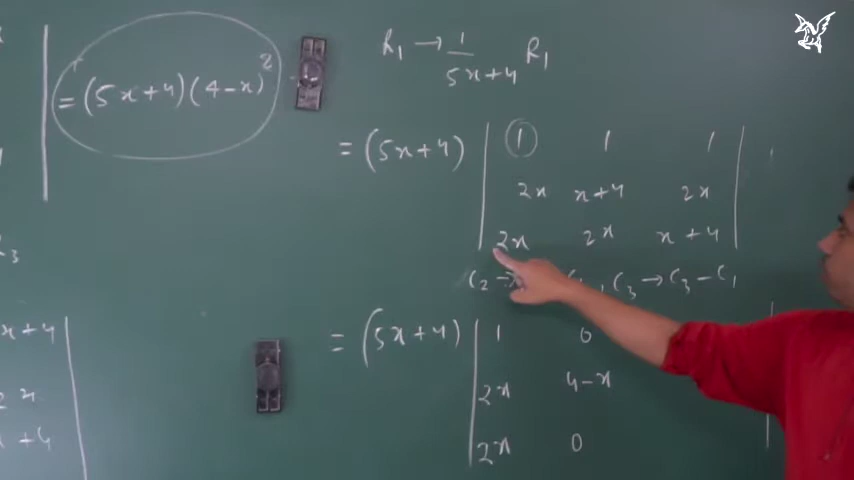 = (5x+4)(4-x)²
R₁ → 1/(5x+4) R₁
= (5x+4) | 1 1 1 |
2x x+4 2x
2x 2x x+4
C₃ → C₃ - C₁
x+4
= (5x+4) | 1 0
2x 4-x
2x 0